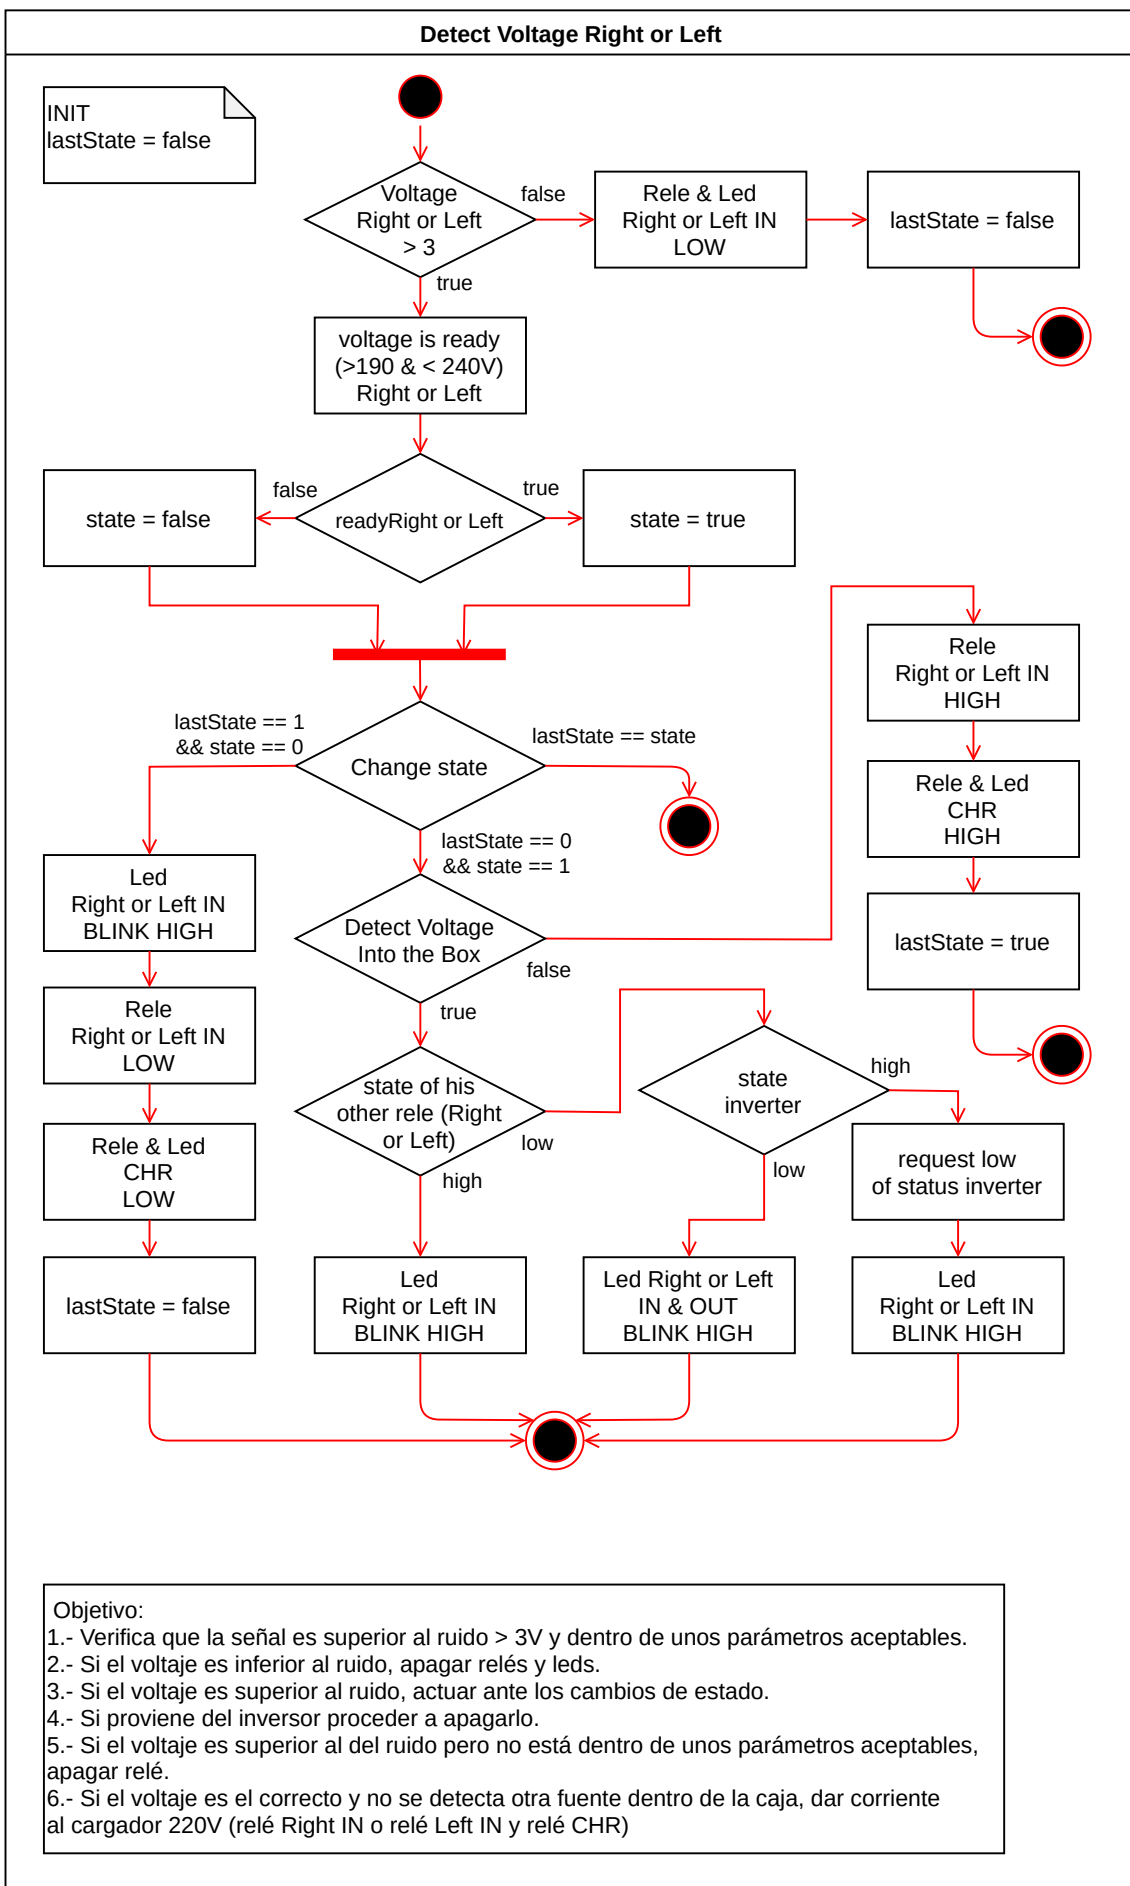 Detect Voltage Right or Left
INIT
lastState = false
Voltage
Right or Left
> 3
false
Rele & Led
Right or Left IN
LOW
lastState = false
true
voltage is ready
(>190 & < 240V)
Right or Left
false
readyRight or Left
true
state = false
state = true
Rele
Right or Left IN
HIGH
lastState == 1
&& state == 0
Change state
lastState == state
Rele & Led
CHR
HIGH
lastState == 0
&& state == 1
Led
Right or Left IN
BLINK HIGH
Detect Voltage
Into the Box
false
true
lastState = true
Rele
Right or Left IN
LOW
state of his
other rele (Right
or Left)
low
high
state
inverter
high
low
Rele & Led
CHR
LOW
request low
of status inverter
lastState = false
Led
Right or Left IN
BLINK HIGH
Led Right or Left
IN & OUT
BLINK HIGH
Led
Right or Left IN
BLINK HIGH
Objetivo:
1.- Verifica que la señal es superior al ruido > 3V y dentro de unos parámetros aceptables.
2.- Si el voltaje es inferior al ruido, apagar relés y leds.
3.- Si el voltaje es superior al ruido, actuar ante los cambios de estado.
4.- Si proviene del inversor proceder a apagarlo.
5.- Si el voltaje es superior al del ruido pero no está dentro de unos parámetros aceptables,
apagar relé.
6.- Si el voltaje es el correcto y no se detecta otra fuente dentro de la caja, dar corriente
al cargador 220V (relé Right IN o relé Left IN y relé CHR)